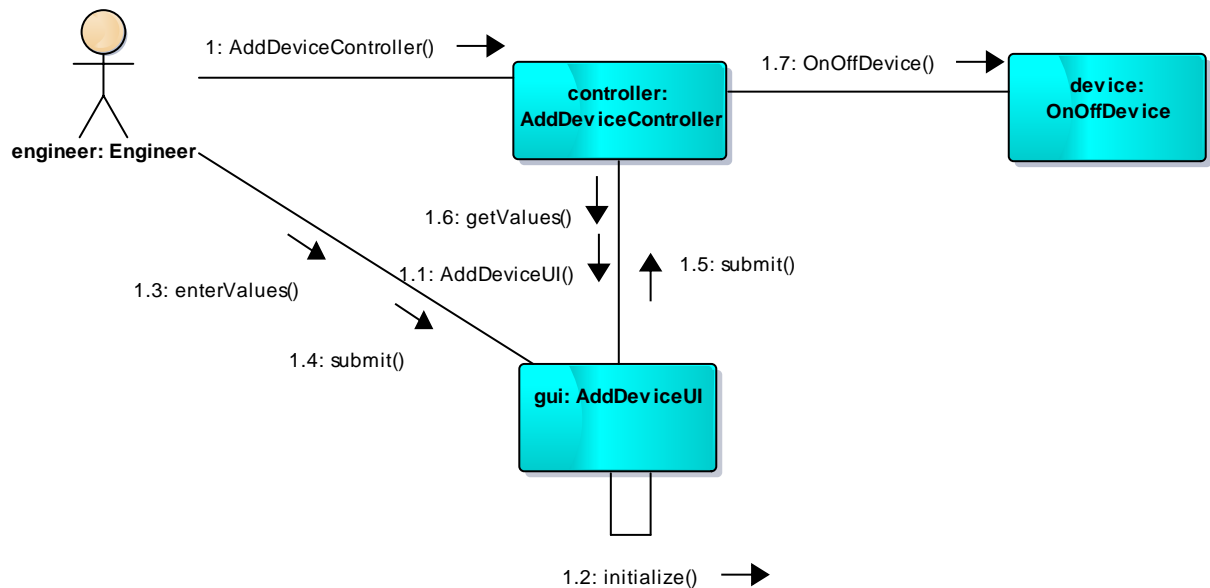 1: AddDeviceController()
1.7: OnOffDevice()
controller:
AddDeviceController
device:
OnOffDevice
engineer: Engineer
1.6: getValues()
1.1: AddDeviceUI()
1.5: submit()
1.3: enterValues()
1.4: submit()
gui: AddDeviceUI
1.2: initialize()